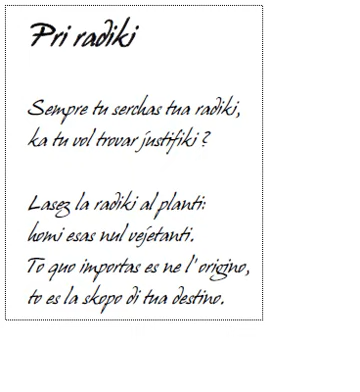 Pri radiki
Sempre tu serchas tua radiki,
ka tu vol trovar justifiki ?
Lasez la radiki al planti:
homi esas nul vejetanti.
To quo importas es ne l' origino,
to es la skopo di tua destino.